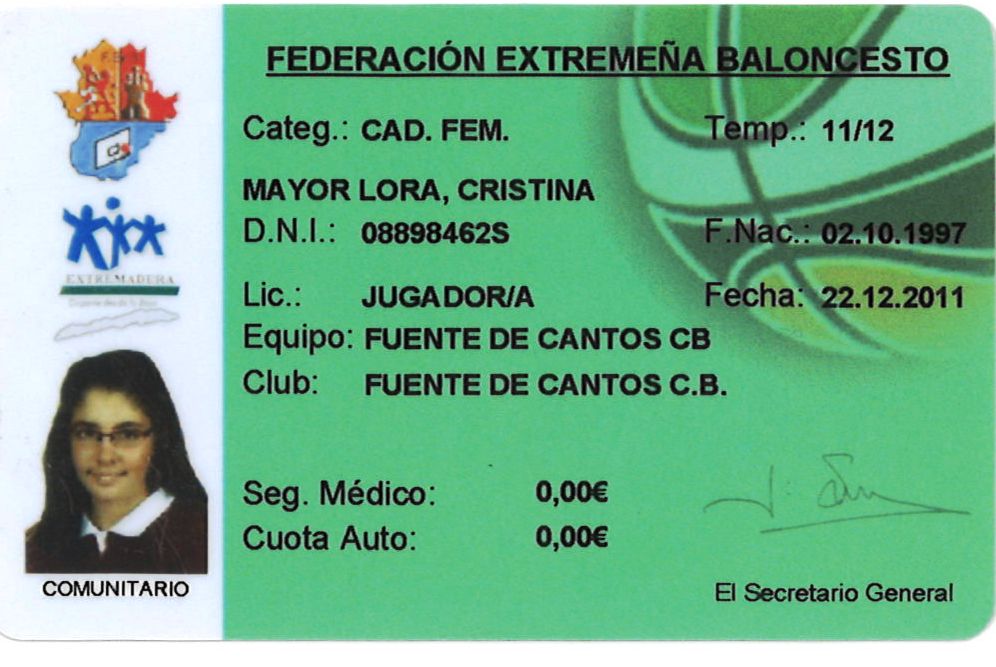 FEDERACIÓN EXTREMEÑA BALONCESTO
Categ.: CAD. FEM. Temp.: 11/12
MAYOR LORA, CRISTINA
D.N.I.: 08898462S F.Nac.: 02.10.1997
Lic.: JUGADOR/A Fecha: 22.12.2011
Equipo: FUENTE DE CANTOS CB
Club: FUENTE DE CANTOS C.B.
Seg. Médico: 0,00€
Cuota Auto: 0,00€
El Secretario General
EXTREMADURA
COMUNITARIO